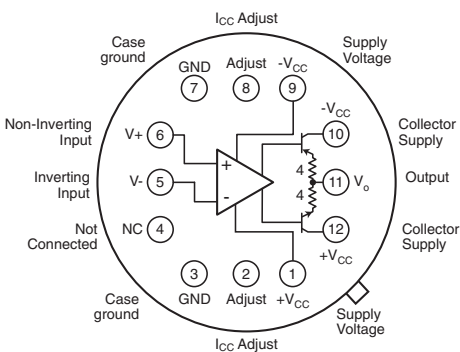 I_CC Adjust
Case
ground
Supply
Voltage
GND
7
Adjust
8
-V_CC
9
Non-Inverting
Input
V+ 6
-V_CC
10
Collector
Supply
Inverting
Input
V- 5
+
-
4
4
11 V_o
Output
Not
Connected
NC 4
12
+V_CC
Collector
Supply
3
GND
2
Adjust
1
+V_CC
Case
ground
Supply
Voltage
I_CC Adjust